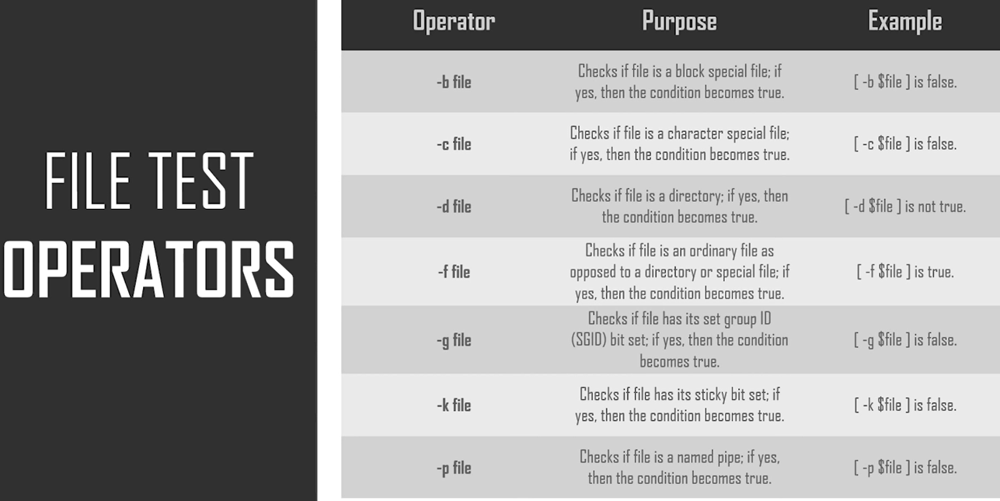 FILE TEST
OPERATORS
Operator Purpose Example
-b file
Checks if file is a block special file; if
yes, then the condition becomes true.
[ -b $file ] is false.
-c file
Checks if file is a character special file;
if yes, then the condition becomes true.
[ -c $file ] is false.
-d file
Checks if file is a directory; if yes, then
the condition becomes true.
[ -d $file ] is not true.
-f file
Checks if file is an ordinary file as
opposed to a directory or special file; if
yes, then the condition becomes true.
[ -f $file ] is true.
-g file
Checks if file has its set group ID
(SGID) bit set; if yes, then the condition
becomes true.
[ -g $file ] is false.
-k file
Checks if file has its sticky bit set; if
yes, then the condition becomes true.
[ -k $file ] is false.
-p file
Checks if file is a named pipe; if yes,
then the condition becomes true.
[ -p $file ] is false.